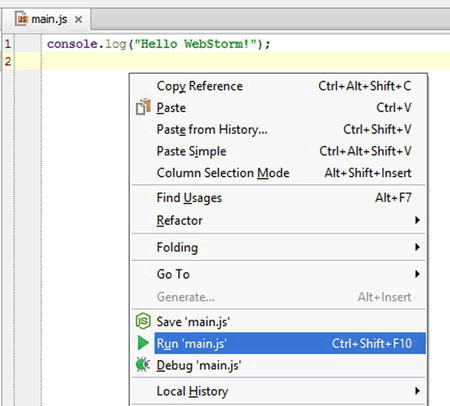 main.js
1 console.log("Hello WebStorm!");
2
Copy Reference Ctrl+Alt+Shift+C
Paste Ctrl+V
Paste from History... Ctrl+Shift+V
Paste Simple Ctrl+Alt+Shift+V
Column Selection Mode Alt+Shift+Insert
Find Usages Alt+F7
Refactor
Folding
Go To
Generate... Alt+Insert
Save 'main.js'
Run 'main.js' Ctrl+Shift+F10
Debug 'main.js'
Local History